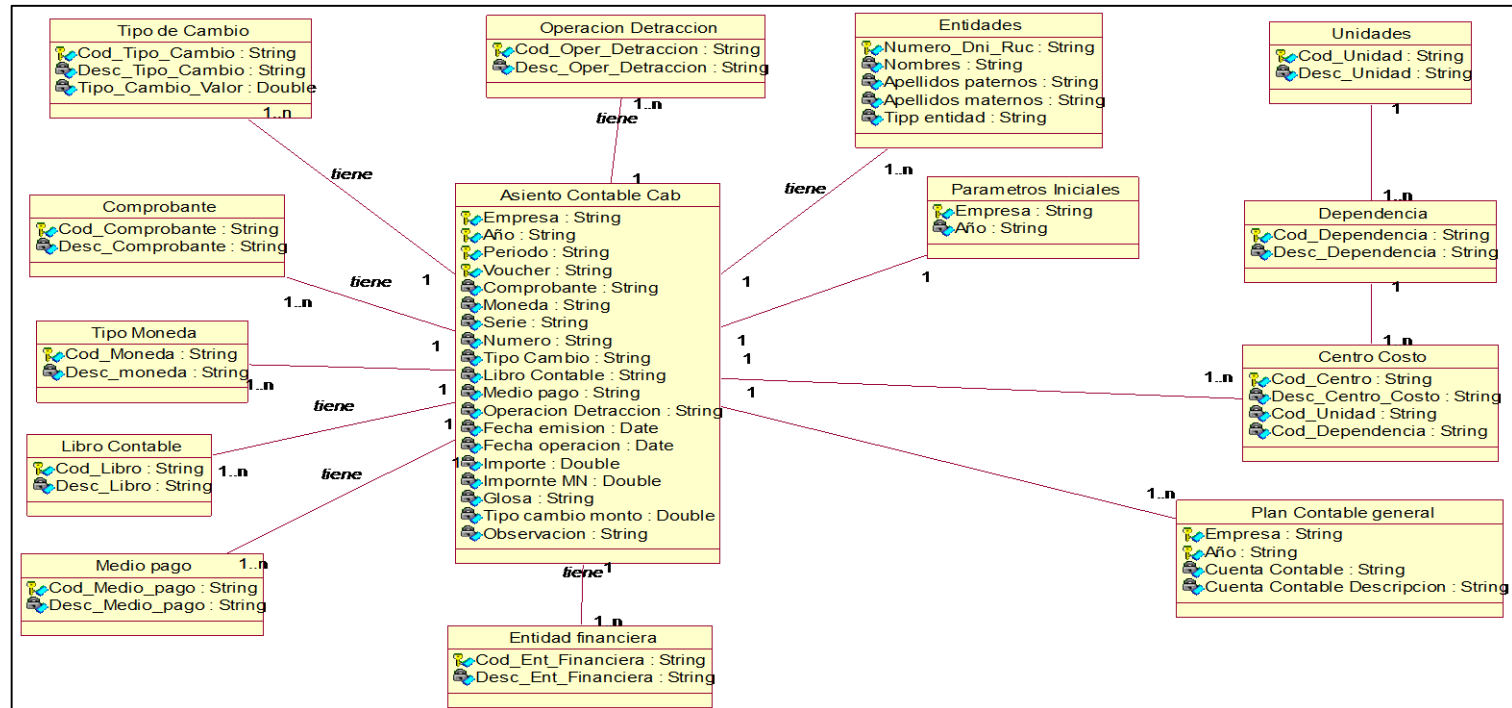 Tipo de Cambio
Cod_Tipo_Cambio : String
Desc_Tipo_Cambio : String
Tipo_Cambio_Valor : Double
1..n
tiene
1
Operacion Detraccion
Cod_Oper_Detraccion : String
Desc_Oper_Detraccion : String
1..n
tiene
1
Entidades
Numero_Dni_Ruc : String
Nombres : String
Apellidos paternos : String
Apellidos maternos : String
Tipp entidad : String
1..n
tiene
1
Unidades
Cod_Unidad : String
Desc_Unidad : String
1
1..n
Comprobante
Cod_Comprobante : String
Desc_Comprobante : String
1..n
tiene
1
Asiento Contable Cab
Empresa : String
Año : String
Periodo : String
Voucher : String
Comprobante : String
Moneda : String
Serie : String
Numero : String
Tipo Cambio : String
Libro Contable : String
Medio pago : String
Operacion Detraccion : String
Fecha emision : Date
Fecha operacion : Date
Importe : Double
Impornte MN : Double
Glosa : String
Tipo cambio monto : Double
Observacion : String
Parametros Iniciales
Empresa : String
Año : String
1
1
Dependencia
Cod_Dependencia : String
Desc_Dependencia : String
1
1..n
Tipo Moneda
Cod_Moneda : String
Desc_moneda : String
1..n
1
Centro Costo
Cod_Centro : String
Desc_Centro_Costo : String
Cod_Unidad : String
Cod_Dependencia : String
1
1..n
Libro Contable
Cod_Libro : String
Desc_Libro : String
1..n
tiene
1
Plan Contable general
Empresa : String
Año : String
Cuenta Contable : String
Cuenta Contable Descripcion : String
1
1..n
Medio pago
Cod_Medio_pago : String
Desc_Medio_pago : String
1..n
tiene
1
Entidad financiera
Cod_Ent_Financiera : String
Desc_Ent_Financiera : String
1..n
tiene
1